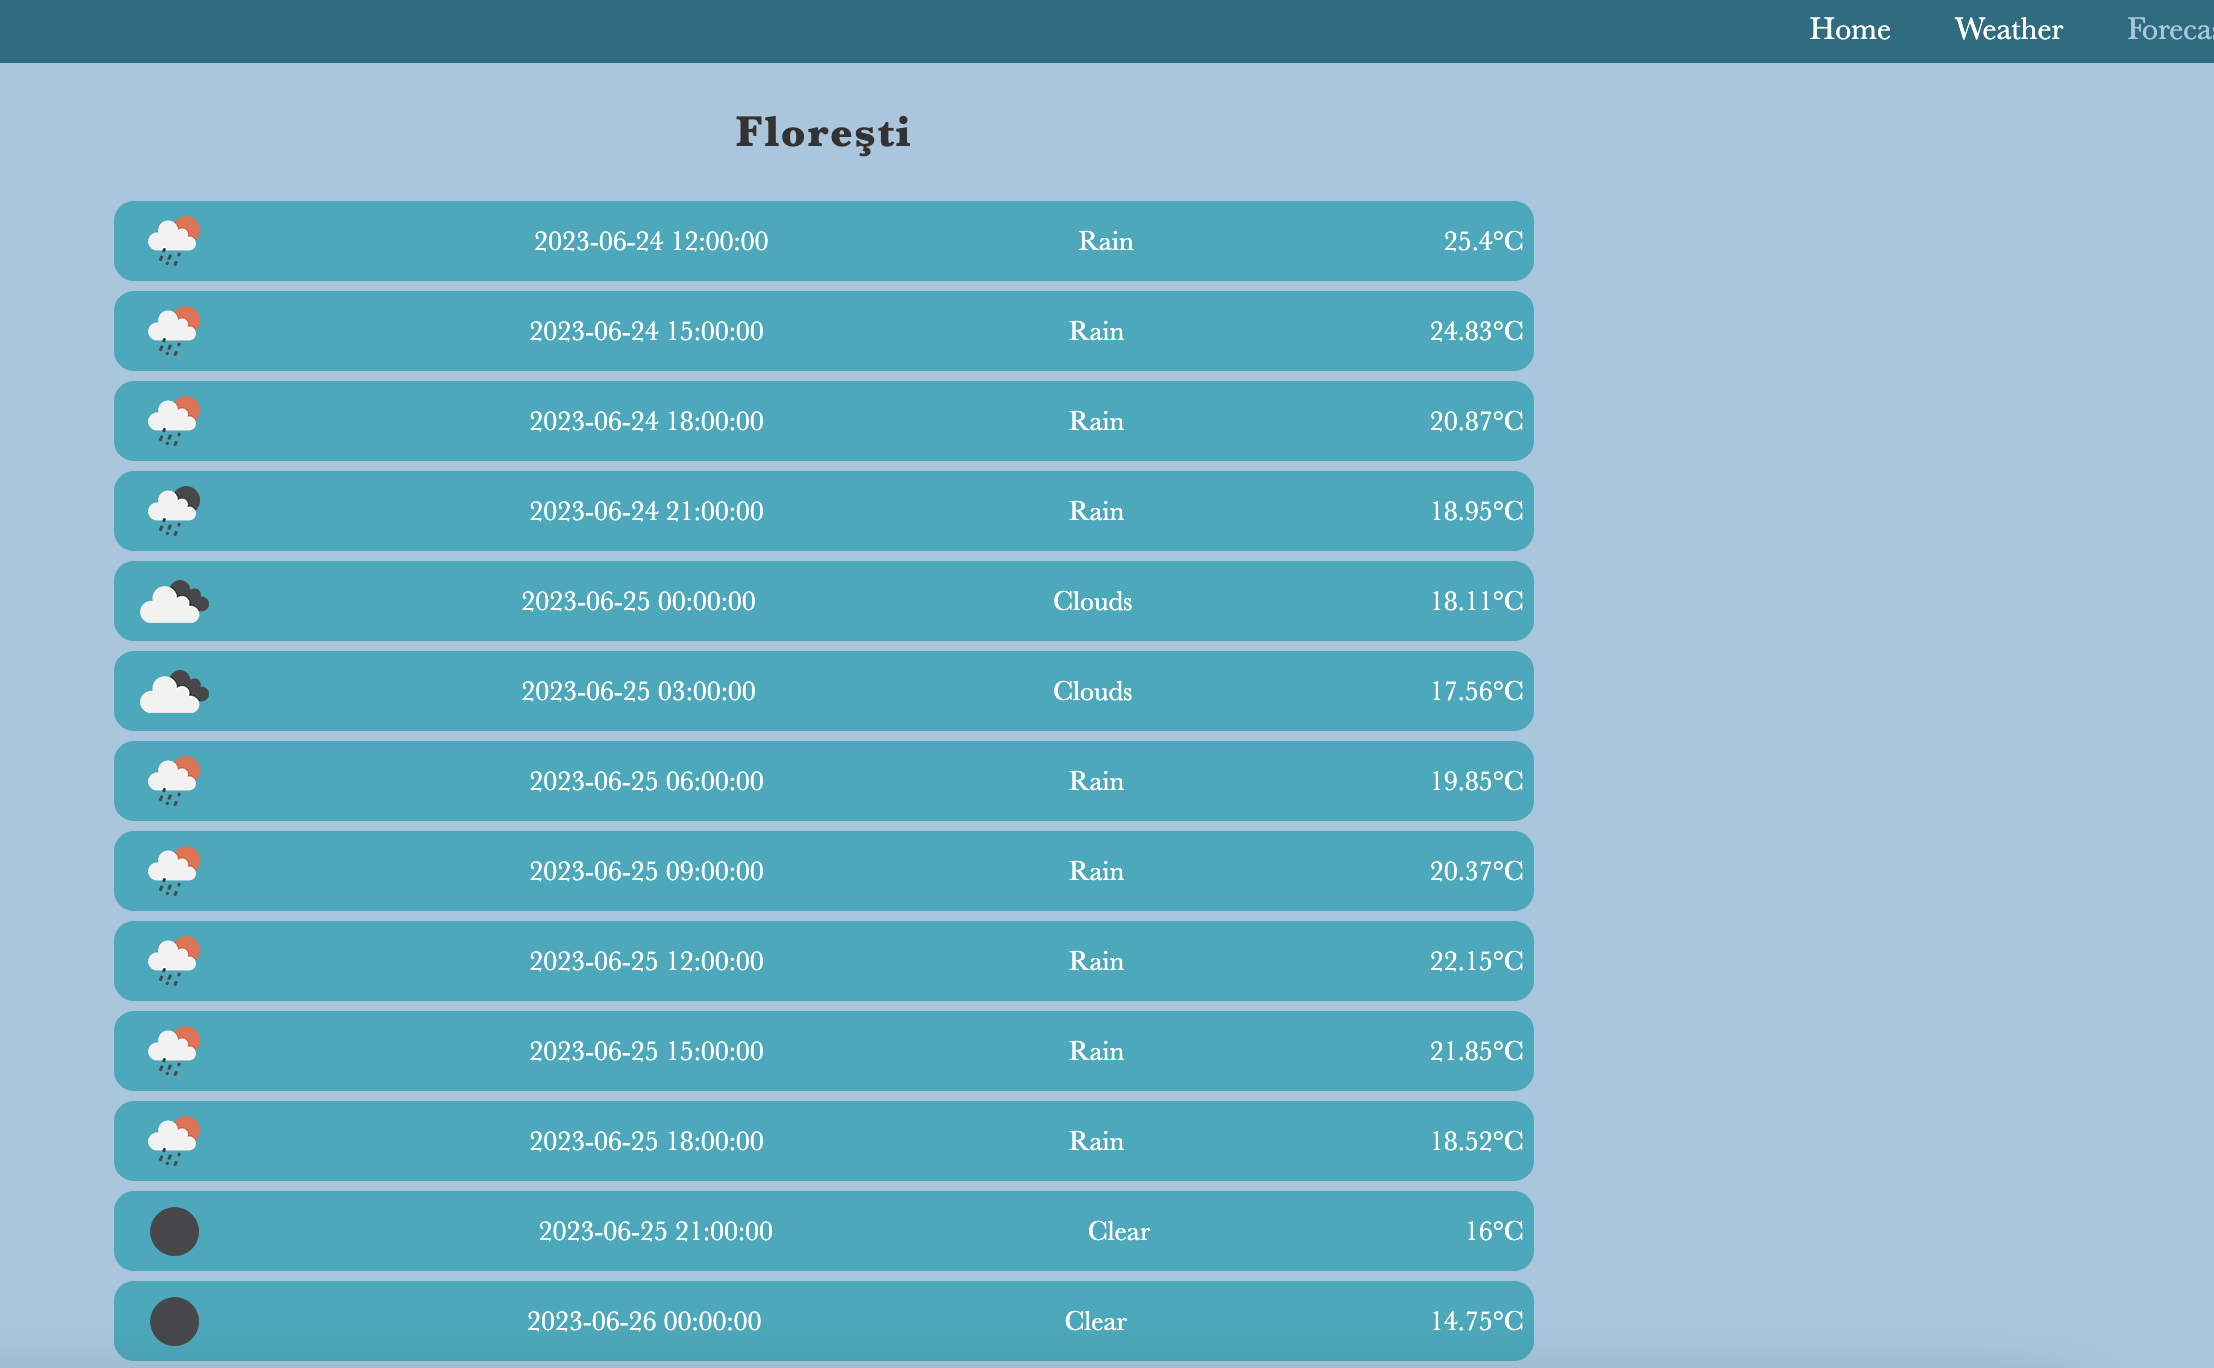 Home Weather
Floreşti
2023-06-24 12:00:00 Rain 25.4°C
2023-06-24 15:00:00 Rain 24.83°C
2023-06-24 18:00:00 Rain 20.87°C
2023-06-24 21:00:00 Rain 18.95°C
2023-06-25 00:00:00 Clouds 18.11°C
2023-06-25 03:00:00 Clouds 17.56°C
2023-06-25 06:00:00 Rain 19.85°C
2023-06-25 09:00:00 Rain 20.37°C
2023-06-25 12:00:00 Rain 22.15°C
2023-06-25 15:00:00 Rain 21.85°C
2023-06-25 18:00:00 Rain 18.52°C
2023-06-25 21:00:00 Clear 16°C
2023-06-26 00:00:00 Clear 14.75°C